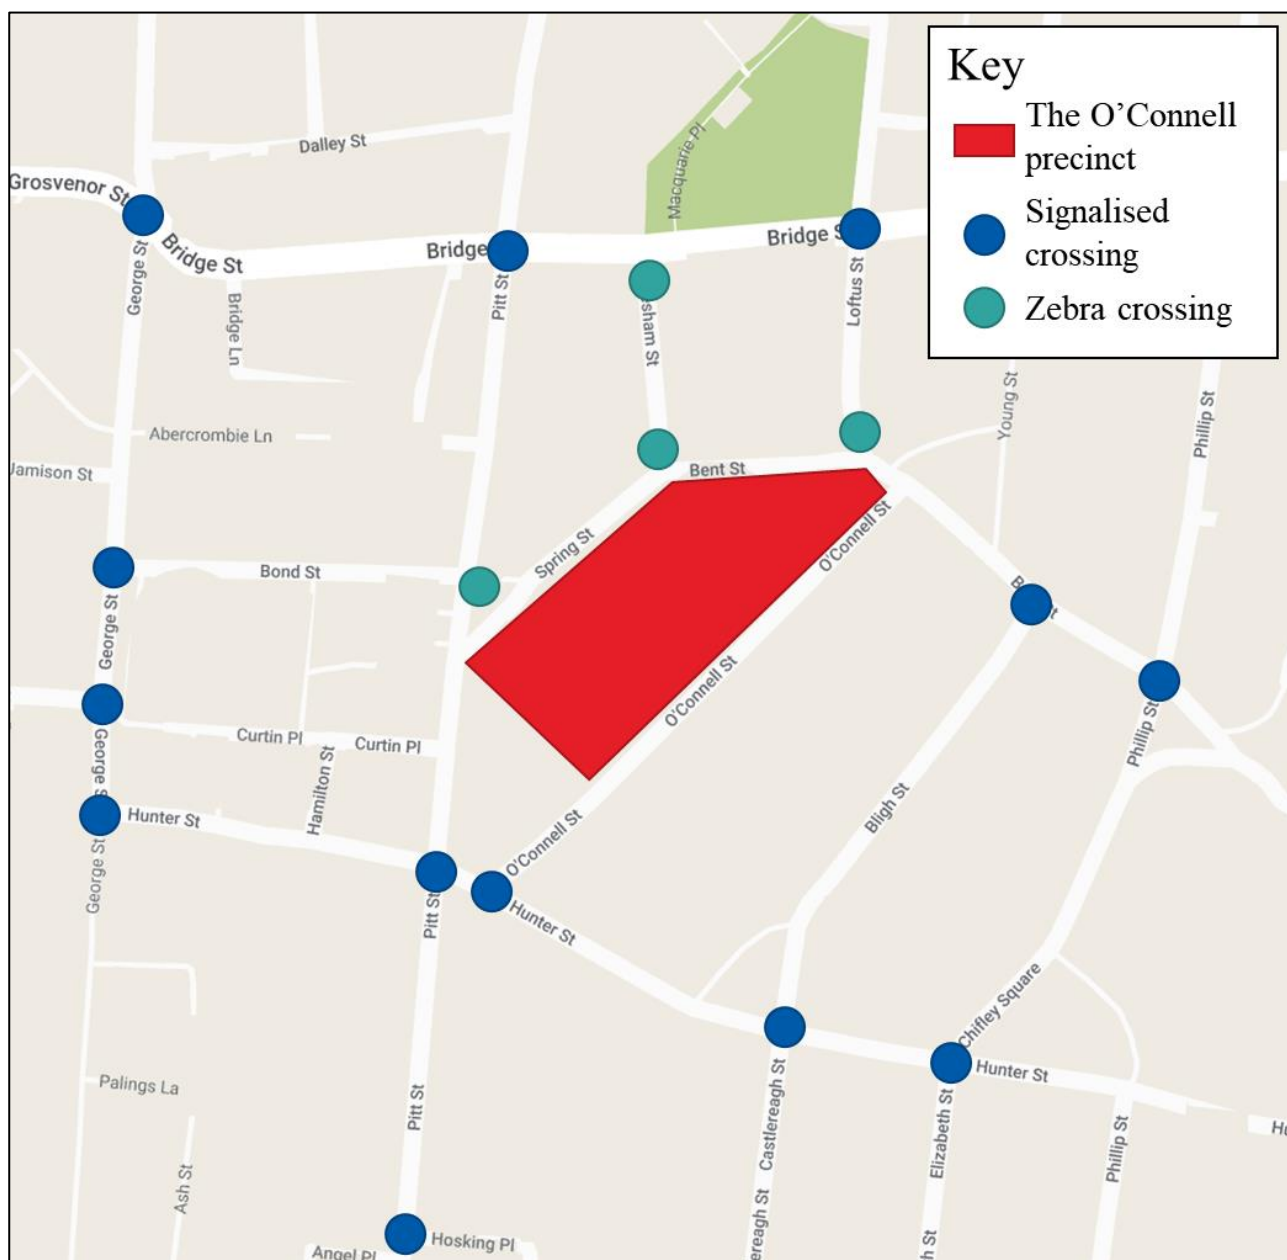 Key
The O'Connell
precinct
Signalised
crossing
Zebra crossing
Dalley St
Macquarie Pl
Grosvenor St
Bridge St
Bridge
Bridge S
George St
Bridge Ln
Pitt St
sham St
Loftus St
Young St
Phillip St
Abercrombie Ln
Jamison St
Bent St
Spring St
O'Connell St
Bond St
George St
O'Connell St
Curtin Pl
Curtin Pl
George S
Hamilton St
Phillip St
Bligh St
Hunter St
George St
O'Connell St
Pitt St
Hunter St
Chifley Square
Hunter St
Palings La
Pitt St
Castlereagh St
Elizabeth St
Phillip St
Ash St
ereagh St
h St
Hosking Pl
Angel Pl